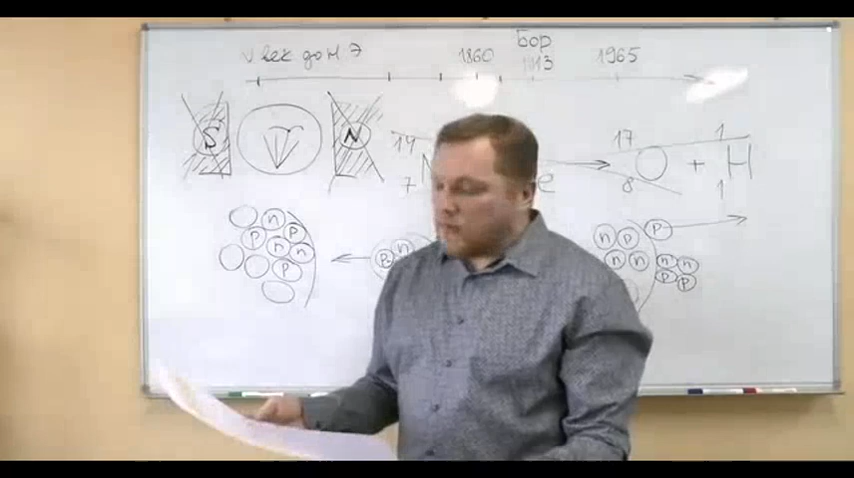 V век до н э 1860 Бор 1913 1965
S N
14 7 N e 17 8 O + 1 1 H
n p n n p p
p n
n p n n p n n p p